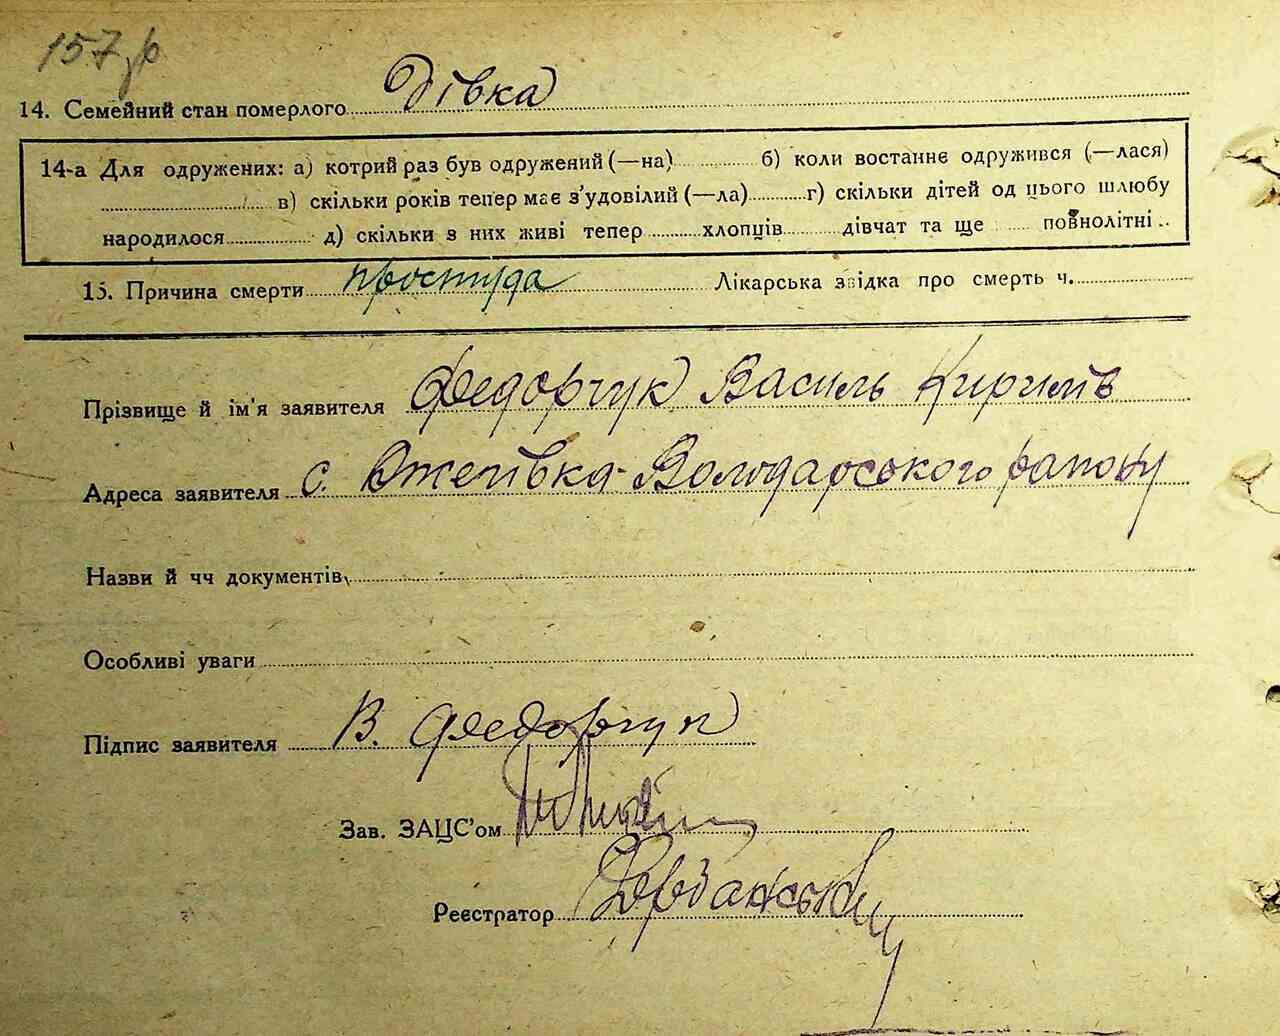 157
14. Семейний стан померлого Дівка
14-а Для одружених: а) котрий раз був одружений (—на) б) коли востаннє одружився (—лася)
в) скільки років тепер має з'удовілий (—ла) г) скільки дітей од цього шлюбу
народилося д) скільки з них живі тепер хлопців дівчат та ще повнолітні
15. Причина смерти простуда Лікарська звідка про смерть ч.
Прізвище й ім'я заявителя Федорчук Василь Кирилів
Адреса заявителя с. Володарського району
Назви й чч документів
Особливі уваги
Підпис заявителя В. Федорчук
Зав. ЗАЦС'ом
Реєстратор